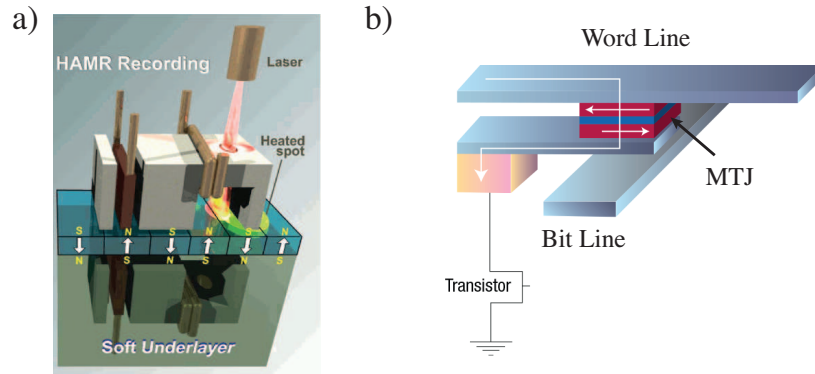 a)
HAMR Recording
Laser
Heated
spot
S N S N S N
N S N S N S
Soft Underlayer
b)
Word Line
MTJ
Bit Line
Transistor